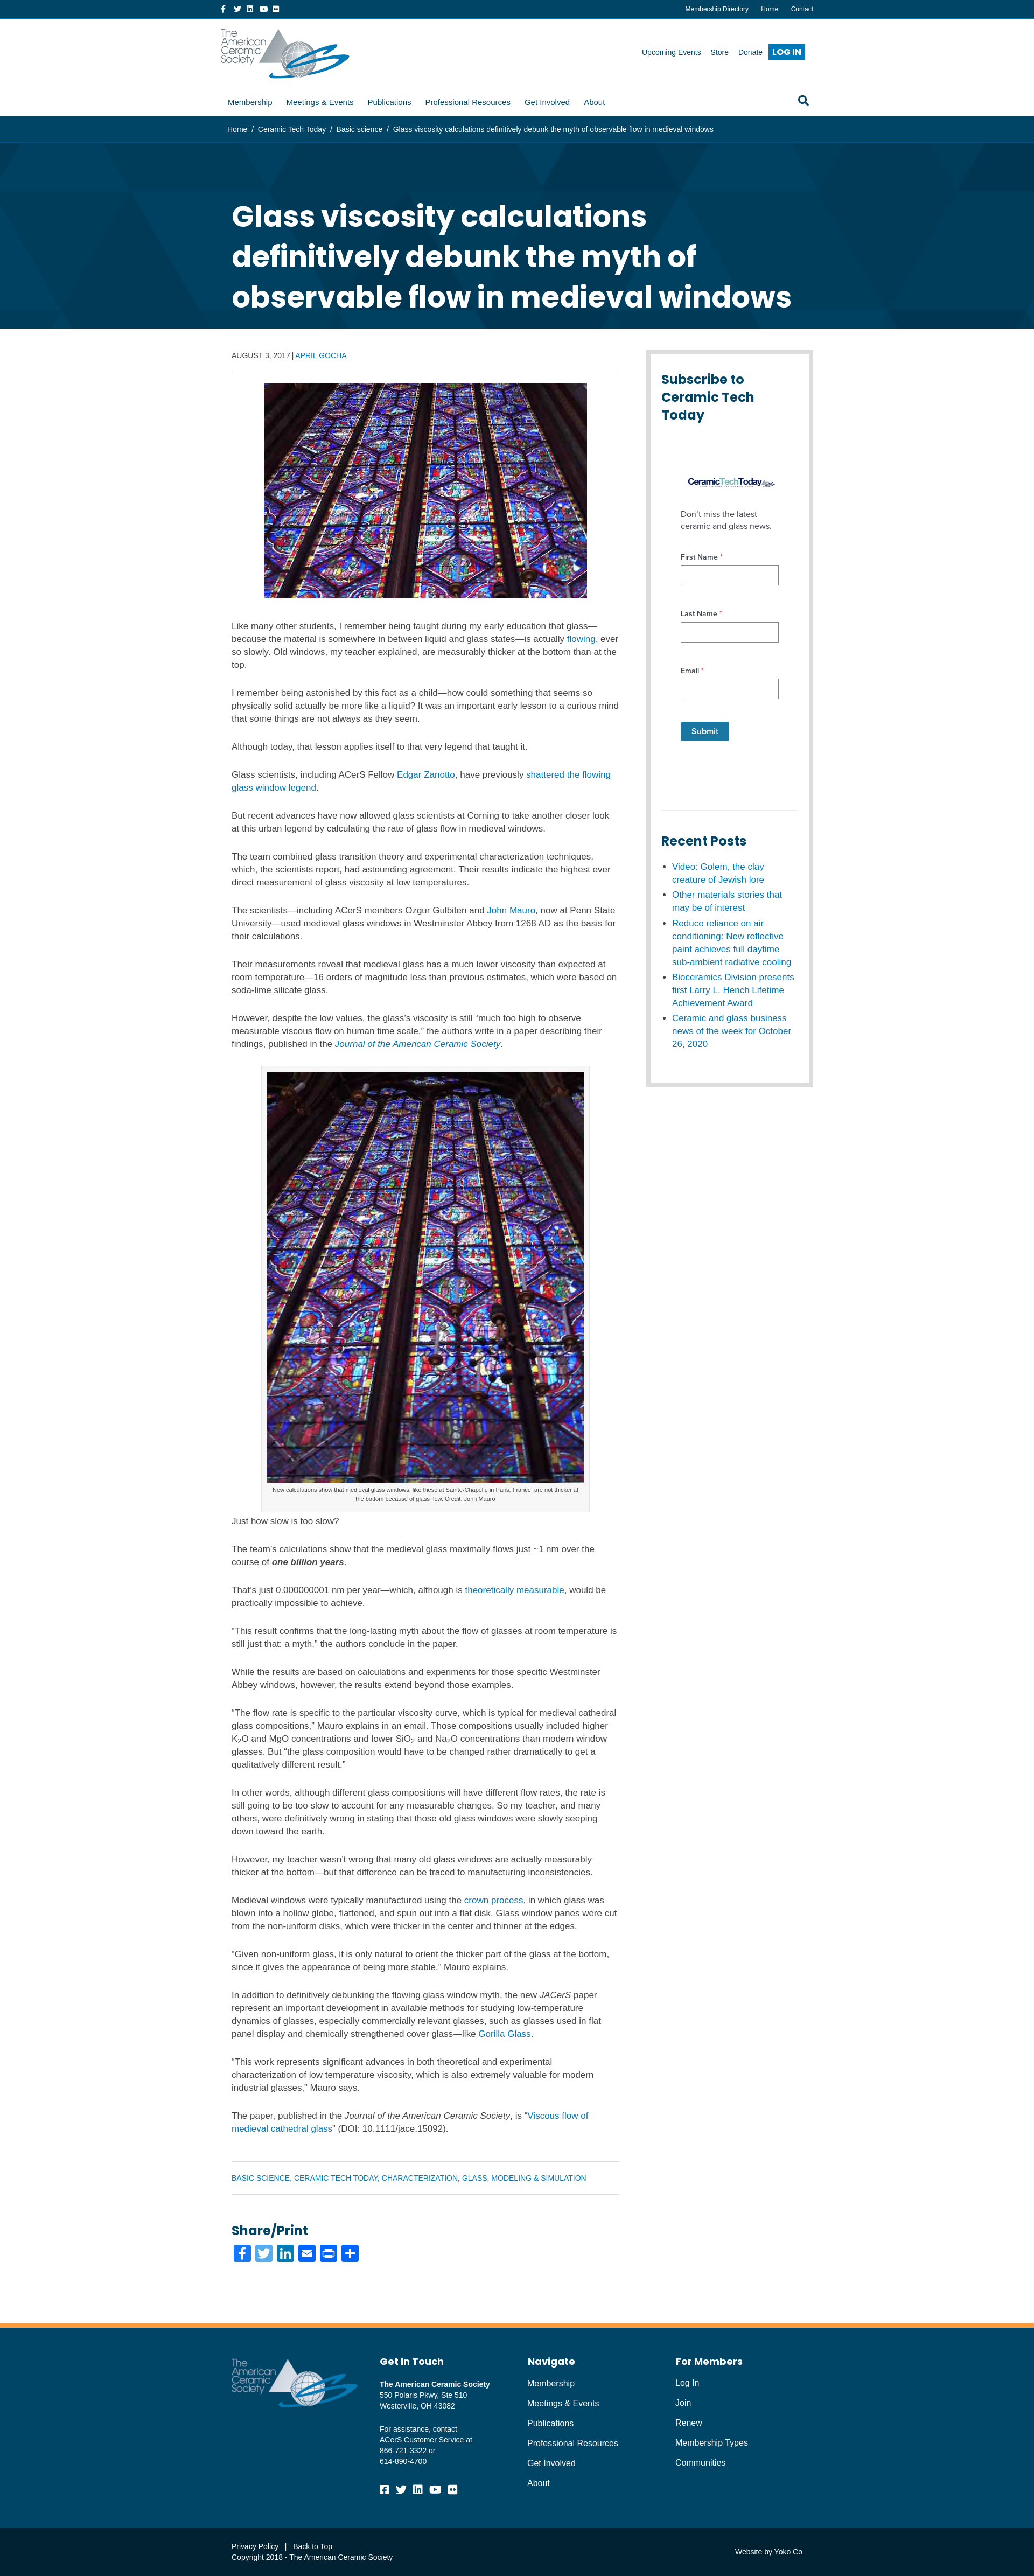 Membership Directory Home Contact
The American Ceramic Society
Upcoming Events Store Donate LOG IN
Membership Meetings & Events Publications Professional Resources Get Involved About
Home / Ceramic Tech Today / Basic science / Glass viscosity calculations definitively debunk the myth of observable flow in medieval windows
Glass viscosity calculations
definitively debunk the myth of
observable flow in medieval windows
AUGUST 3, 2017 | APRIL GOCHA
Like many other students, I remember being taught during my early education that glass—
because the material is somewhere in between liquid and glass states—is actually flowing, ever
so slowly. Old windows, my teacher explained, are measurably thicker at the bottom than at the
top.
I remember being astonished by this fact as a child—how could something that seems so
physically solid actually be more like a liquid? It was an important early lesson to a curious mind
that some things are not always as they seem.
Although today, that lesson applies itself to that very legend that taught it.
Glass scientists, including ACerS Fellow Edgar Zanotto, have previously shattered the flowing
glass window legend.
But recent advances have now allowed glass scientists at Corning to take another closer look
at this urban legend by calculating the rate of glass flow in medieval windows.
The team combined glass transition theory and experimental characterization techniques,
which, the scientists report, had astounding agreement. Their results indicate the highest ever
direct measurement of glass viscosity at low temperatures.
The scientists—including ACerS members Ozgur Gulbiten and John Mauro, now at Penn State
University—used medieval glass windows in Westminster Abbey from 1268 AD as the basis for
their calculations.
Their measurements reveal that medieval glass has a much lower viscosity than expected at
room temperature—16 orders of magnitude less than previous estimates, which were based on
soda-lime silicate glass.
However, despite the low values, the glass's viscosity is still “much too high to observe
measurable viscous flow on human time scale,” the authors write in a paper describing their
findings, published in the Journal of the American Ceramic Society.
New calculations show that medieval glass windows, like these at Sainte-Chapelle in Paris, France, are not thicker at
the bottom because of glass flow. Credit: John Mauro
Just how slow is too slow?
The team's calculations show that the medieval glass maximally flows just ~1 nm over the
course of one billion years.
That's just 0.000000001 nm per year—which, although is theoretically measurable, would be
practically impossible to achieve.
“This result confirms that the long-lasting myth about the flow of glasses at room temperature is
still just that: a myth,” the authors conclude in the paper.
While the results are based on calculations and experiments for those specific Westminster
Abbey windows, however, the results extend beyond those examples.
“The flow rate is specific to the particular viscosity curve, which is typical for medieval cathedral
glass compositions,” Mauro explains in an email. Those compositions usually included higher
K2O and MgO concentrations and lower SiO2 and Na2O concentrations than modern window
glasses. But “the glass composition would have to be changed rather dramatically to get a
qualitatively different result.”
In other words, although different glass compositions will have different flow rates, the rate is
still going to be too slow to account for any measurable changes. So my teacher, and many
others, were definitively wrong in stating that those old glass windows were slowly seeping
down toward the earth.
However, my teacher wasn't wrong that many old glass windows are actually measurably
thicker at the bottom—but that difference can be traced to manufacturing inconsistencies.
Medieval windows were typically manufactured using the crown process, in which glass was
blown into a hollow globe, flattened, and spun out into a flat disk. Glass window panes were cut
from the non-uniform disks, which were thicker in the center and thinner at the edges.
“Given non-uniform glass, it is only natural to orient the thicker part of the glass at the bottom,
since it gives the appearance of being more stable,” Mauro explains.
In addition to definitively debunking the flowing glass window myth, the new JACerS paper
represent an important development in available methods for studying low-temperature
dynamics of glasses, especially commercially relevant glasses, such as glasses used in flat
panel display and chemically strengthened cover glass—like Gorilla Glass.
“This work represents significant advances in both theoretical and experimental
characterization of low temperature viscosity, which is also extremely valuable for modern
industrial glasses,” Mauro says.
The paper, published in the Journal of the American Ceramic Society, is “Viscous flow of
medieval cathedral glass” (DOI: 10.1111/jace.15092).
BASIC SCIENCE, CERAMIC TECH TODAY, CHARACTERIZATION, GLASS, MODELING & SIMULATION
Share/Print
Subscribe to
Ceramic Tech
Today
CeramicTechToday
Don't miss the latest
ceramic and glass news.
First Name *
Last Name *
Email *
Submit
Recent Posts
Video: Golem, the clay
creature of Jewish lore
Other materials stories that
may be of interest
Reduce reliance on air
conditioning: New reflective
paint achieves full daytime
sub-ambient radiative cooling
Bioceramics Division presents
first Larry L. Hench Lifetime
Achievement Award
Ceramic and glass business
news of the week for October
26, 2020
The American Ceramic Society
Get In Touch
The American Ceramic Society
550 Polaris Pkwy, Ste 510
Westerville, OH 43082
For assistance, contact
ACerS Customer Service at
866-721-3322 or
614-890-4700
Navigate
Membership
Meetings & Events
Publications
Professional Resources
Get Involved
About
For Members
Log In
Join
Renew
Membership Types
Communities
Privacy Policy | Back to Top
Copyright 2018 - The American Ceramic Society
Website by Yoko Co